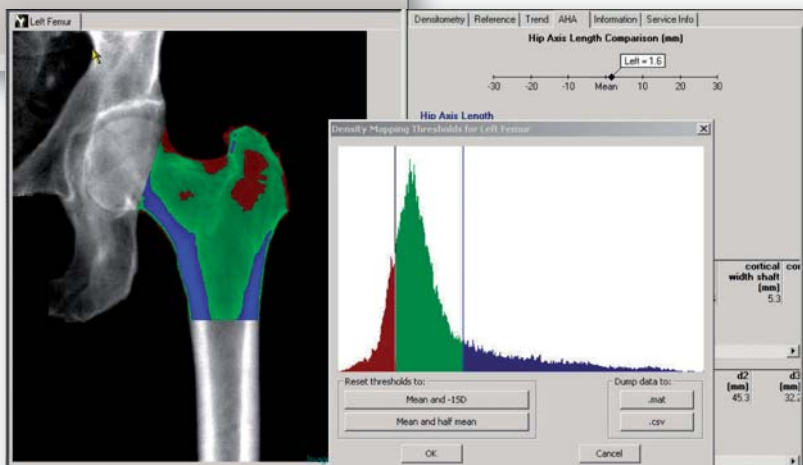 Left Femur
Densitometry Reference Trend AHA Information Service Info
Hip Axis Length Comparison (mm)
Left = 1.6
-30 -20 -10 Mean 10 20 30
Hip Axis Length
Density Mapping Thresholds for Left Femur
cortical
width shaft
(mm)
5.3
Reset thresholds to:
Mean and -1SD
Mean and half mean
Dump data to:
.mat
.csv
OK
Cancel
d2
(mm)
45.3
d3
(mm)